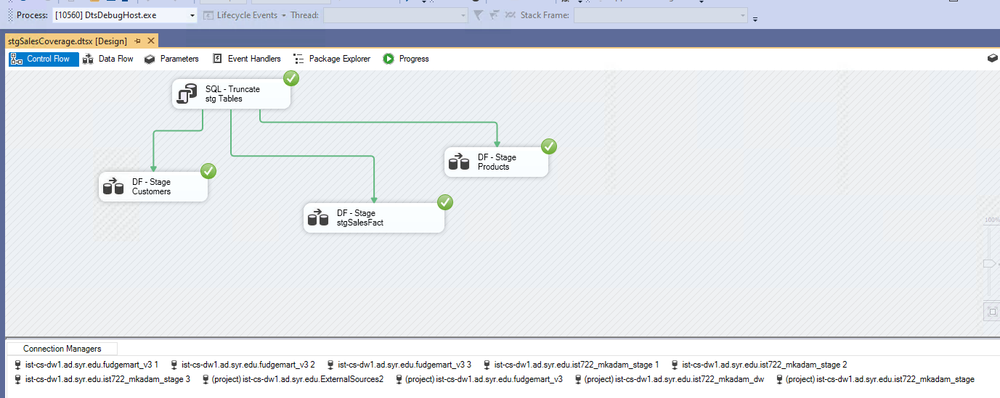 Process: [10560] DtsDebugHost.exe Lifecycle Events Thread: Stack Frame:
stgSalesCoverage.dtsx [Design]
Control Flow Data Flow Parameters Event Handlers Package Explorer Progress
SQL - Truncate
stg Tables
DF - Stage
Products
DF - Stage
Customers
DF - Stage
stgSalesFact
100%
Connection Managers
ist-cs-dw1.ad.syr.edu.fudgemart_v3 1 ist-cs-dw1.ad.syr.edu.fudgemart_v3 2 ist-cs-dw1.ad.syr.edu.fudgemart_v3 3 ist-cs-dw1.ad.syr.edu.ist722_mkadam_stage 1 ist-cs-dw1.ad.syr.edu.ist722_mkadam_stage 2
ist-cs-dw1.ad.syr.edu.ist722_mkadam_stage 3 (project) ist-cs-dw1.ad.syr.edu.ExternalSources2 (project) ist-cs-dw1.ad.syr.edu.fudgemart_v3 (project) ist-cs-dw1.ad.syr.edu.ist722_mkadam_dw (project) ist-cs-dw1.ad.syr.edu.ist722_mkadam_stage